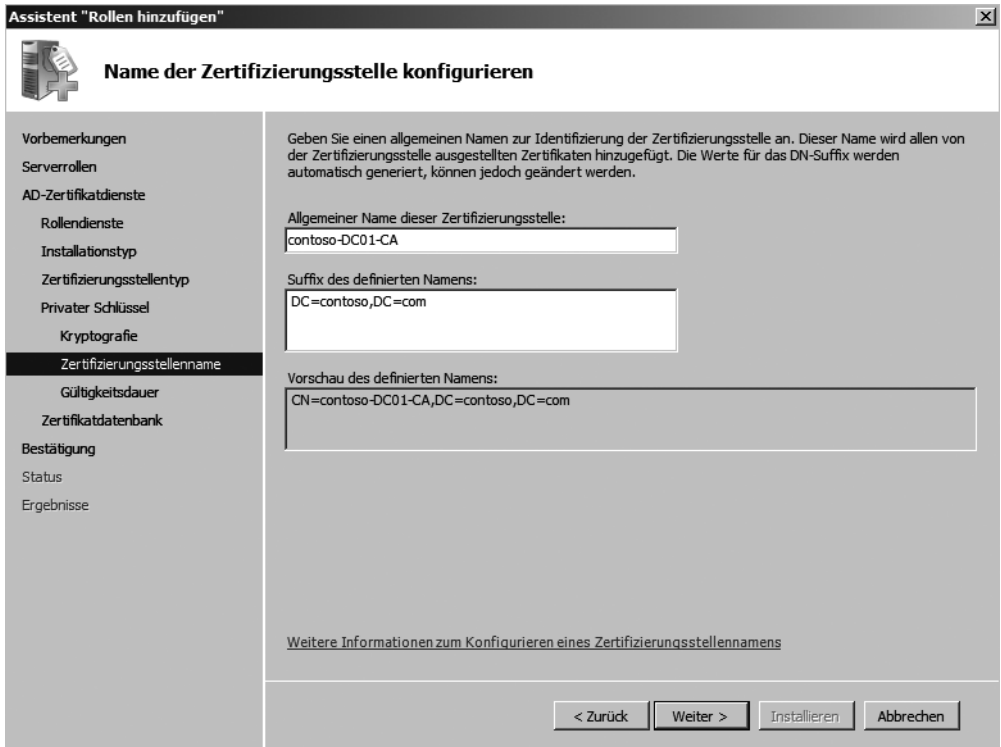 Assistent "Rollen hinzufügen"
Name der Zertifizierungsstelle konfigurieren
Vorbemerkungen
Serverrollen
AD-Zertifikatdienste
Rollendienste
Installationstyp
Zertifizierungsstellentyp
Privater Schlüssel
Kryptografie
Zertifizierungsstellenname
Gültigkeitsdauer
Zertifikatdatenbank
Bestätigung
Status
Ergebnisse
Geben Sie einen allgemeinen Namen zur Identifizierung der Zertifizierungsstelle an. Dieser Name wird allen von
der Zertifizierungsstelle ausgestellten Zertifikaten hinzugefügt. Die Werte für das DN-Suffix werden
automatisch generiert, können jedoch geändert werden.
Allgemeiner Name dieser Zertifizierungsstelle:
contoso-DC01-CA
Suffix des definierten Namens:
DC=contoso,DC=com
Vorschau des definierten Namens:
CN=contoso-DC01-CA,DC=contoso,DC=com
Weitere Informationen zum Konfigurieren eines Zertifizierungsstellennamens
< Zurück Weiter > Installieren Abbrechen